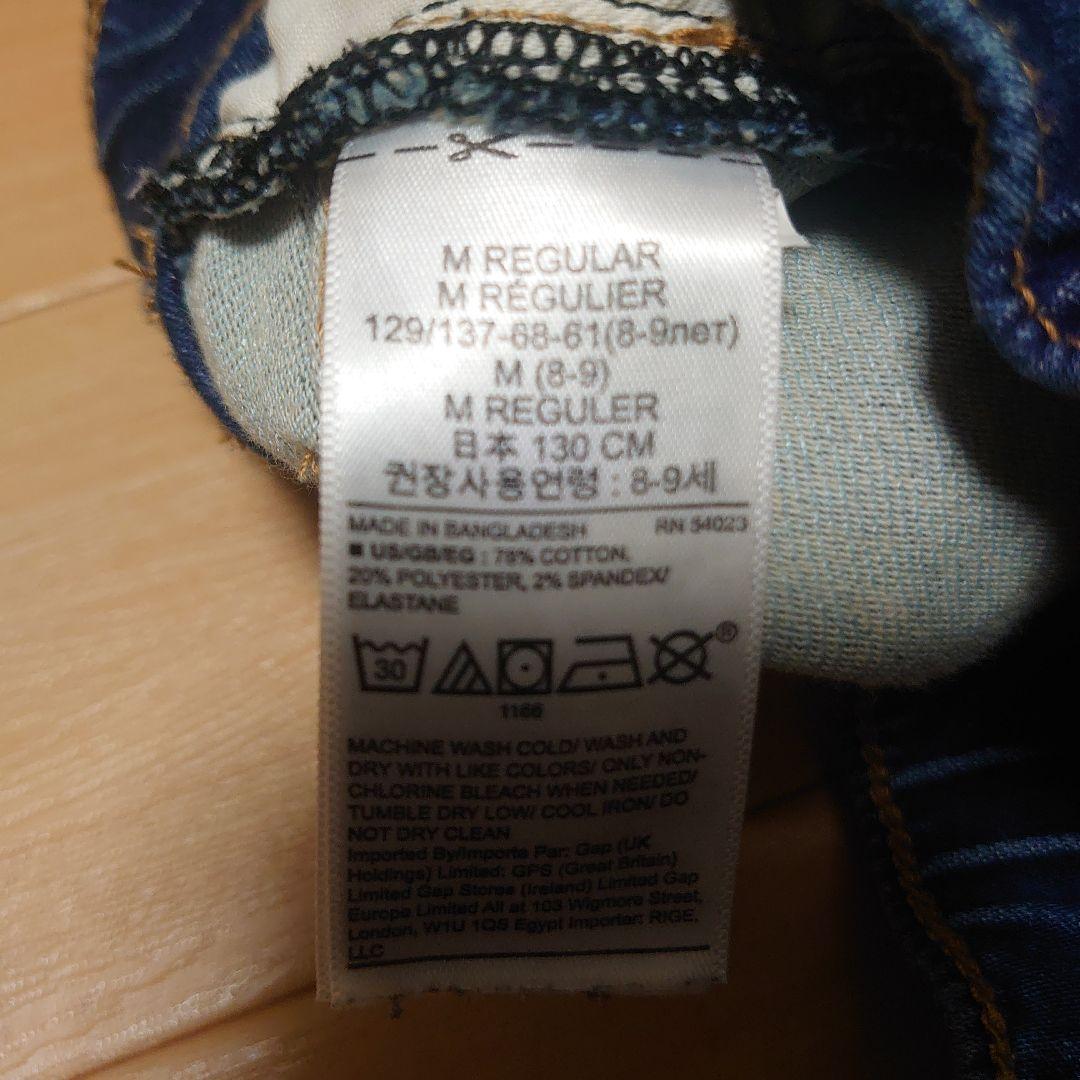 M REGULAR
M RÉGULIER
129/137-68-61(8-9лет)
M (8-9)
M REGULER
日本 130 CM
권장사용연령 : 8-9세
MADE IN BANGLADESH RN 54023
■ US/GB/EG : 78% COTTON,
20% POLYESTER, 2% SPANDEX/
ELASTANE
30
®
1166
MACHINE WASH COLD/ WASH AND
DRY WITH LIKE COLORS/ ONLY NON-
CHLORINE BLEACH WHEN NEEDED/
TUMBLE DRY LOW/ COOL IRON/ DO
NOT DRY CLEAN
Imported By/Importe Par: Gap (UK
Holdings) Limited: GPS (Great Britain)
Limited Gap Stores (Ireland) Limited Gap
Europe Limited All at 103 Wigmore Street,
London, W1U 1QS Egypt Importer: RIGE,
LLC